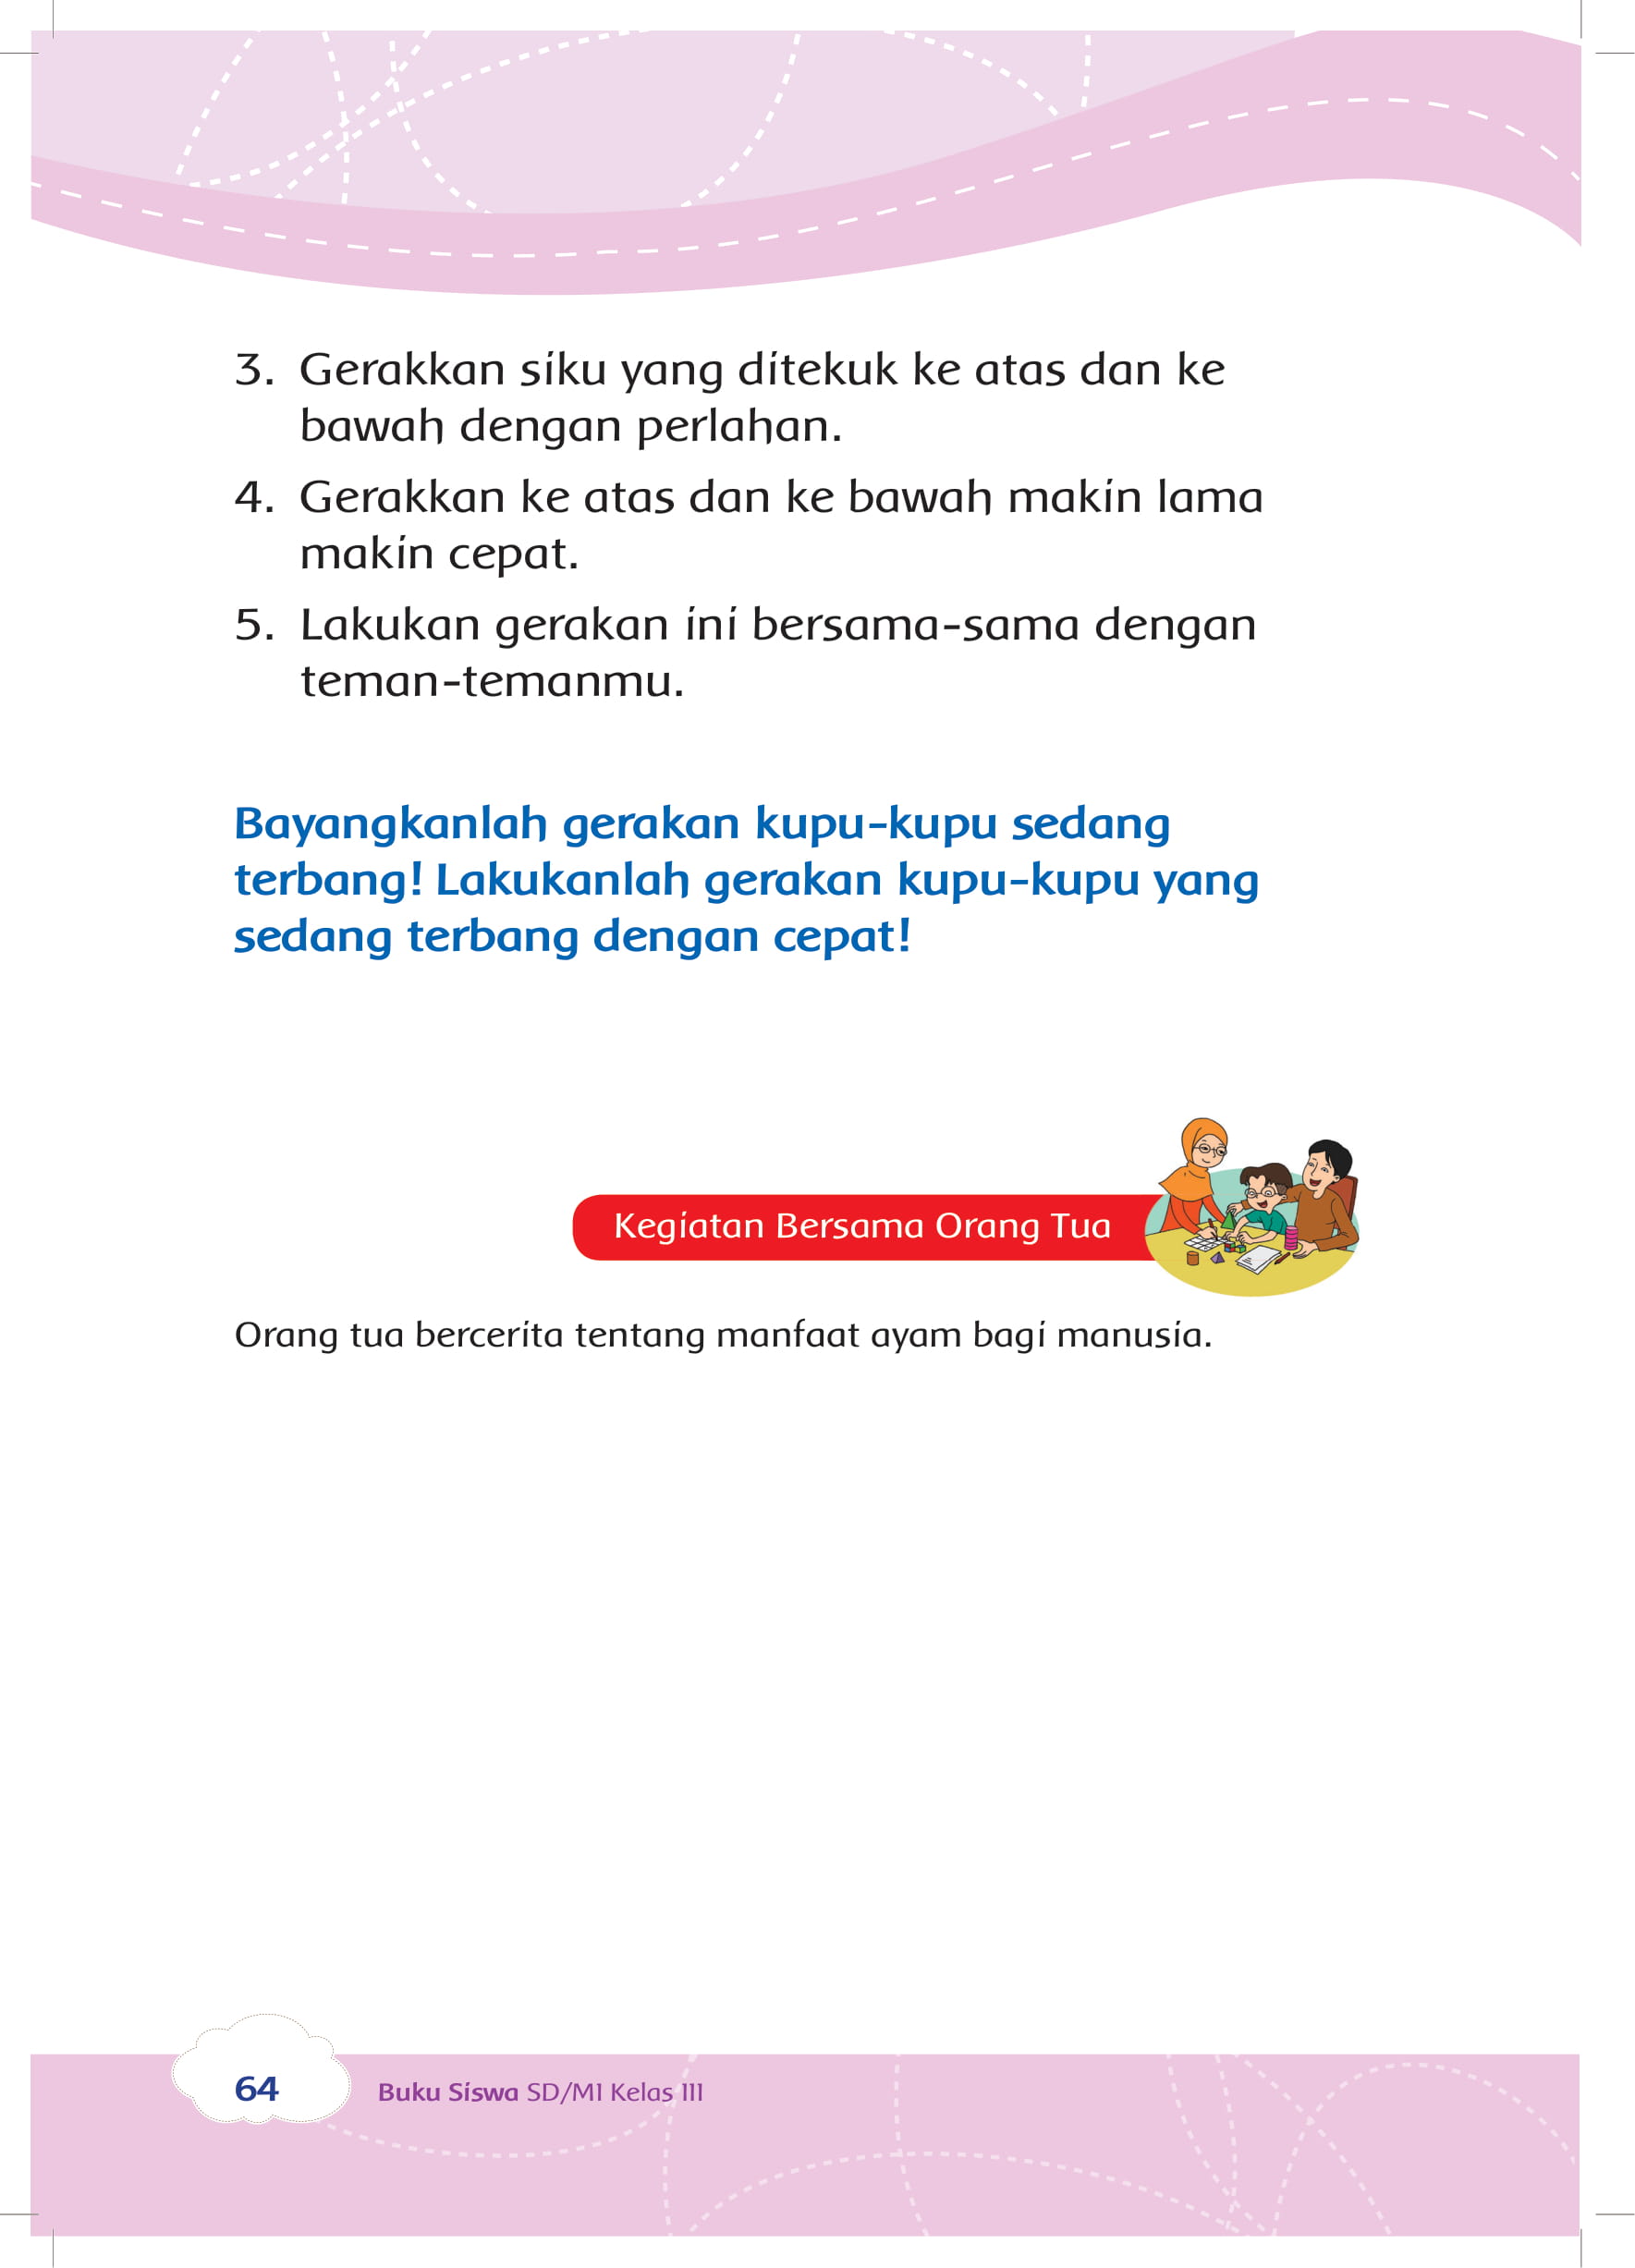 3. Gerakkan siku yang ditekuk ke atas dan ke
bawah dengan perlahan.
4. Gerakkan ke atas dan ke bawah makin lama
makin cepat.
5. Lakukan gerakan ini bersama-sama dengan
teman-temanmu.
Bayangkanlah gerakan kupu-kupu sedang
terbang! Lakukanlah gerakan kupu-kupu yang
sedang terbang dengan cepat!
Kegiatan Bersama Orang Tua
Orang tua bercerita tentang manfaat ayam bagi manusia.
64 Buku Siswa SD/MI Kelas III